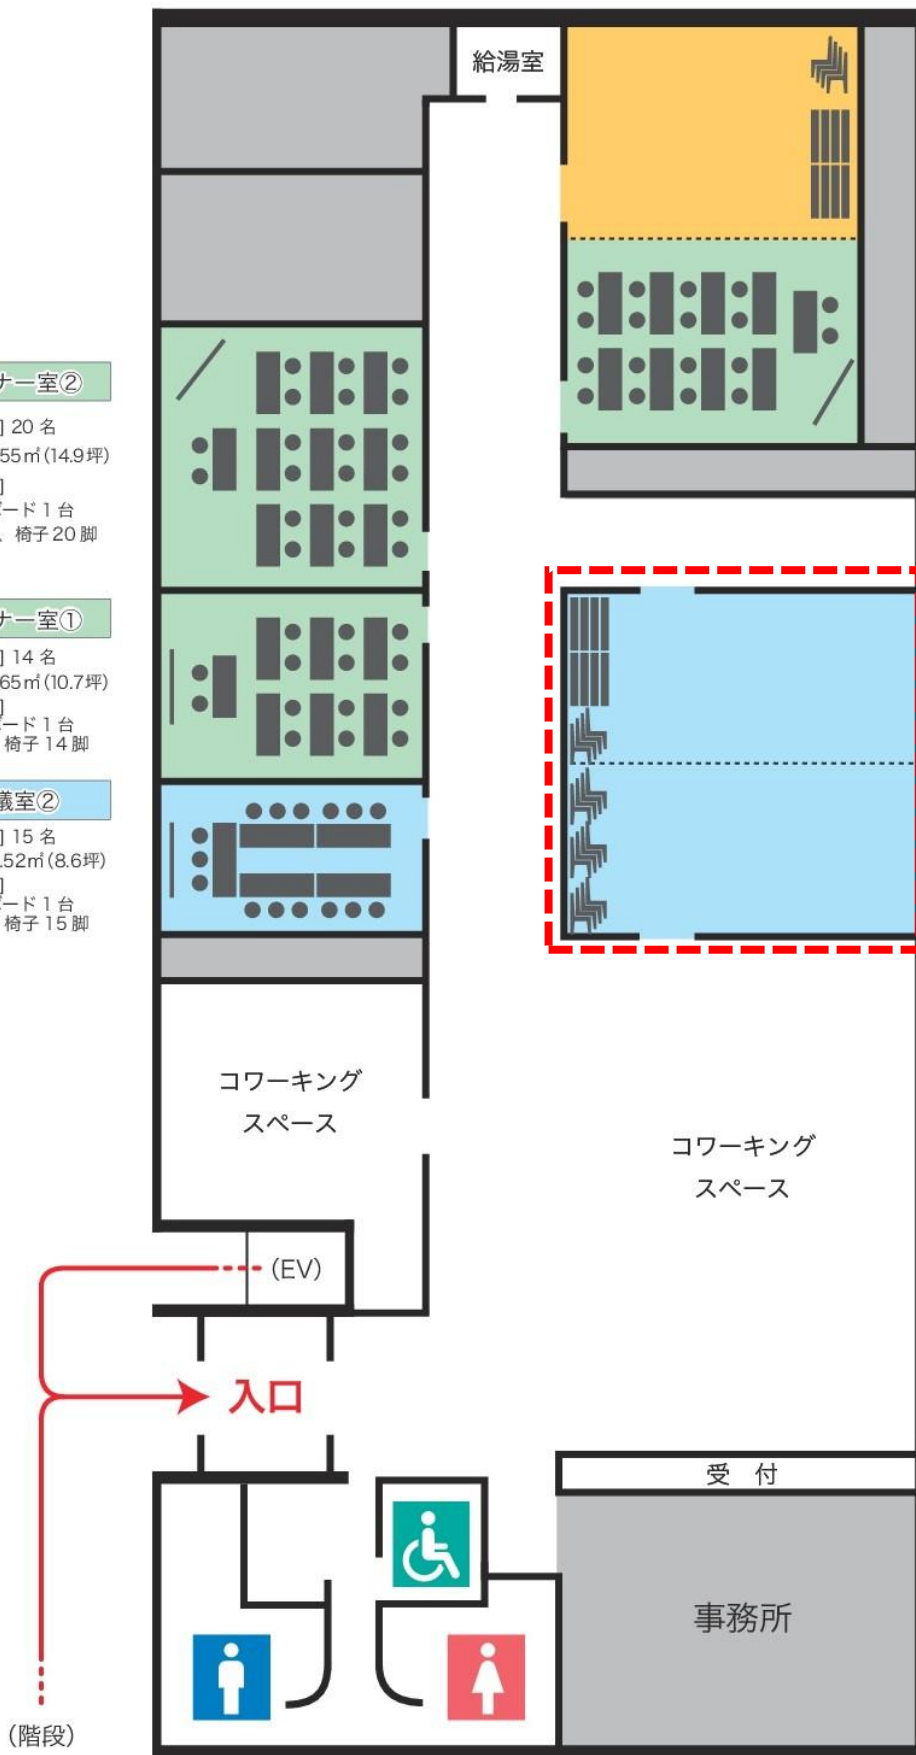 給湯室
ナー室②
] 20 名
55㎡(14.9坪)
]
ード 1 台
、椅子 20 脚
ナー室①
] 14 名
65㎡(10.7坪)
]
ード 1 台
椅子 14 脚
議室②
] 15 名
.52㎡(8.6坪)
]
ード 1 台
椅子 15 脚
コワーキング
スペース
コワーキング
スペース
(EV)
入口
受 付
事務所
(階段)